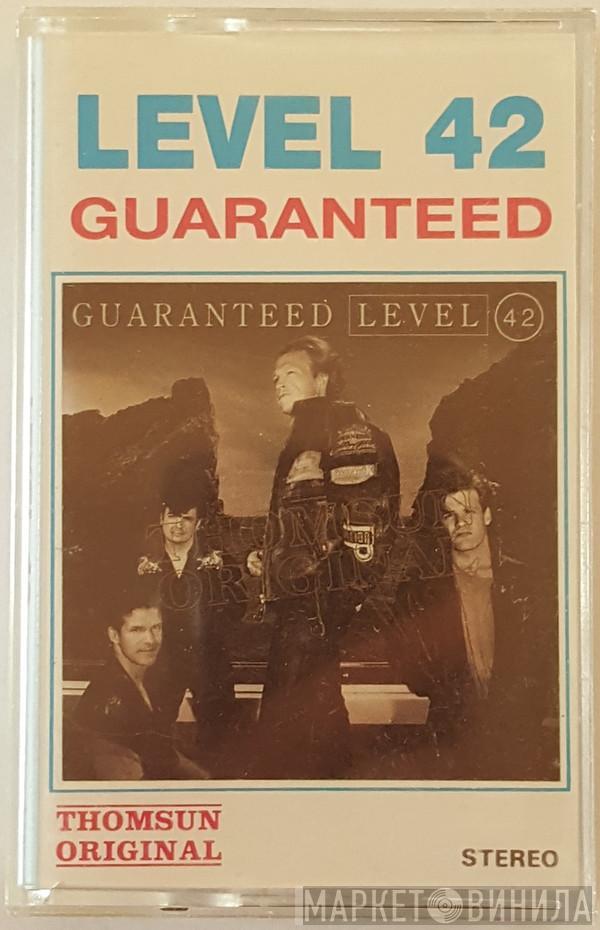 LEVEL 42
GUARANTEED
GUARANTEED LEVEL 42
THOMSUN
ORIGINAL
THOMSUN
ORIGINAL
STEREO
МАРКЕТ ВИНИЛА